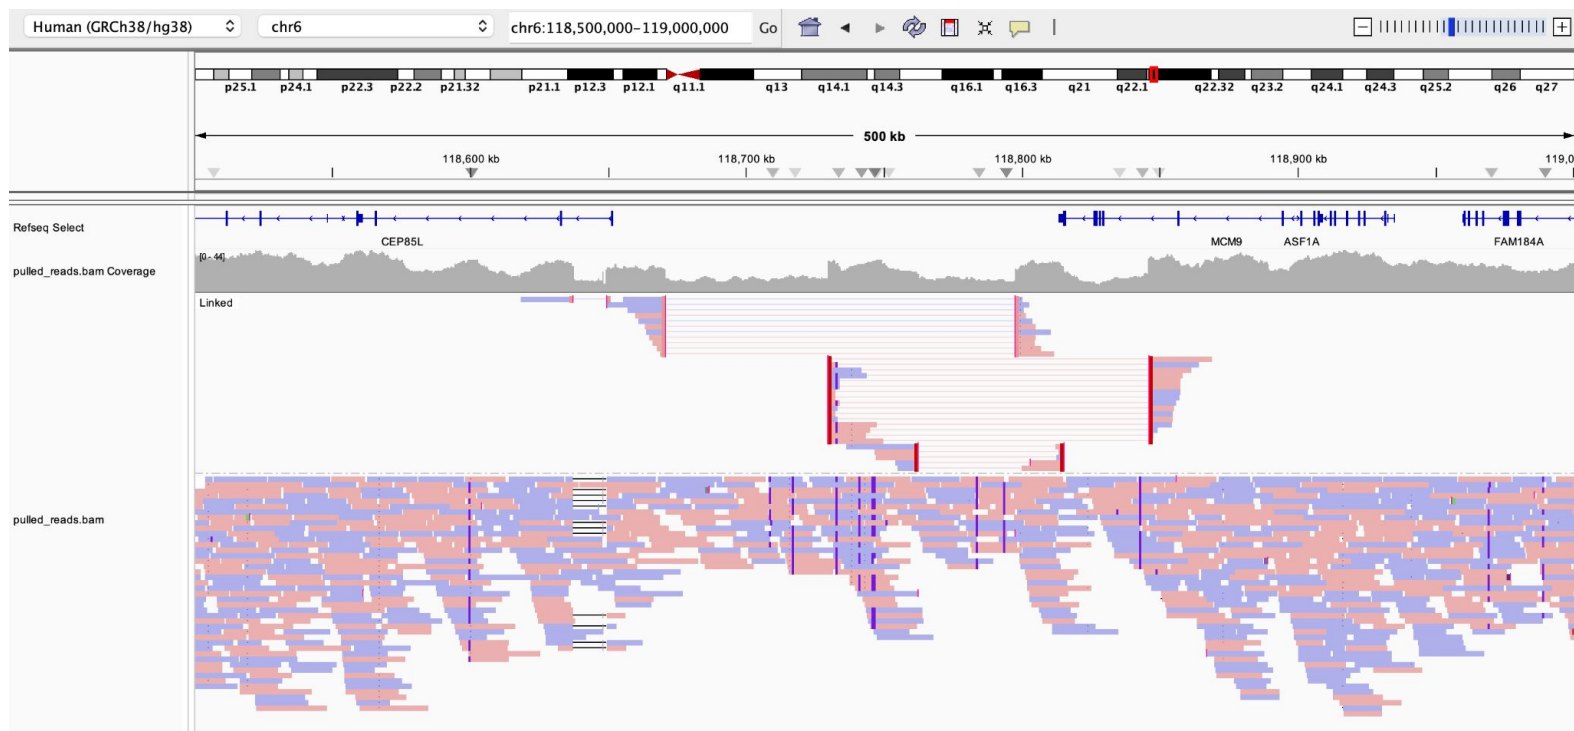 Human (GRCh38/hg38) chr6 chr6:118,500,000-119,000,000 Go
p25.1 p24.1 p22.3 p22.2 p21.32 p21.1 p12.3 p12.1 q11.1 q13 q14.1 q14.3 q16.1 q16.3 q21 q22.1 q22.32 q23.2 q24.1 q24.3 q25.2 q26 q27
500 kb
118,600 kb 118,700 kb 118,800 kb 118,900 kb 119,0
Refseq Select
CEP85L MCM9 ASF1A FAM184A
pulled_reads.bam Coverage
[0 - 44]
Linked
pulled_reads.bam